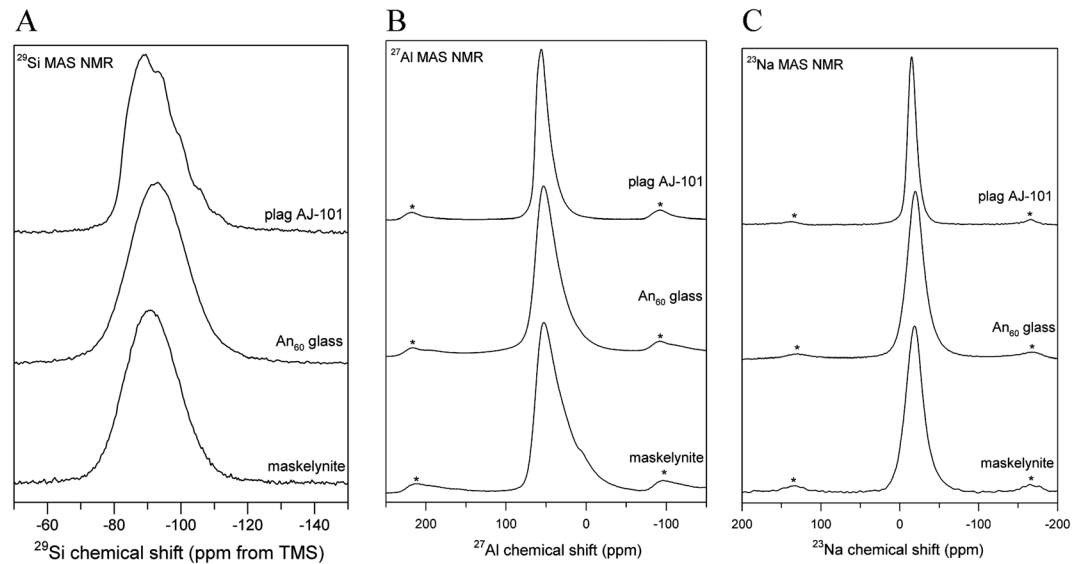 A
B
C
²⁹Si MAS NMR
plag AJ-101
An₆₀ glass
maskelynite
-60 -80 -100 -120 -140
²⁹Si chemical shift (ppm from TMS)
²⁷Al MAS NMR
plag AJ-101
* *
An₆₀ glass
* *
maskelynite
* *
200 100 50 0 -100
²⁷Al chemical shift (ppm)
²³Na MAS NMR
plag AJ-101
* *
An₆₀ glass
* *
maskelynite
* *
200 100 0 -100 -200
²³Na chemical shift (ppm)